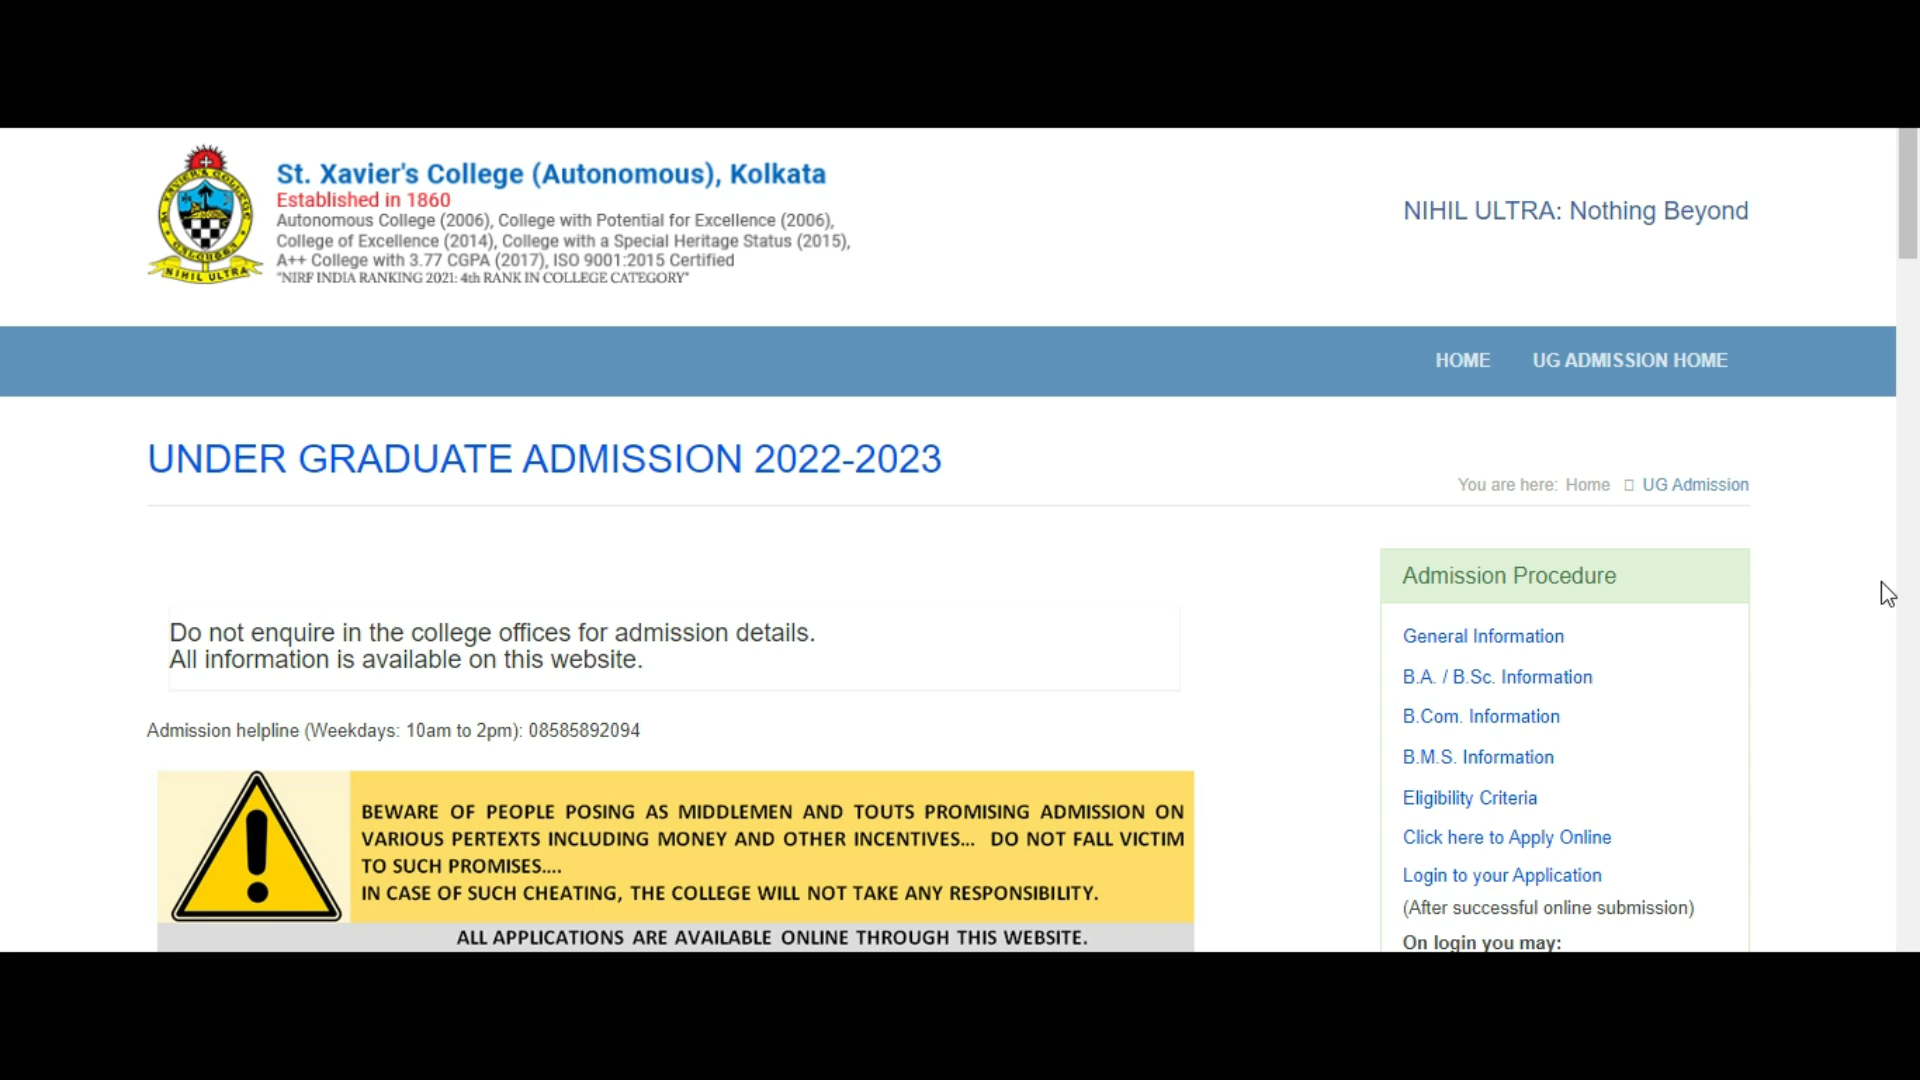 St. Xavier's College (Autonomous), Kolkata
Established in 1860
Autonomous College (2006), College with Potential for Excellence (2006),
College of Excellence (2014), College with a Special Heritage Status (2015),
A++ College with 3.77 CGPA (2017), ISO 9001:2015 Certified
"NIRF INDIA RANKING 2021: 4th RANK IN COLLEGE CATEGORY"
NIHIL ULTRA
NIHIL ULTRA: Nothing Beyond
HOME UG ADMISSION HOME
UNDER GRADUATE ADMISSION 2022-2023
You are here: Home UG Admission
Do not enquire in the college offices for admission details.
All information is available on this website.
Admission helpline (Weekdays: 10am to 2pm): 08585892094
BEWARE OF PEOPLE POSING AS MIDDLEMEN AND TOUTS PROMISING ADMISSION ON
VARIOUS PERTEXTS INCLUDING MONEY AND OTHER INCENTIVES... DO NOT FALL VICTIM
TO SUCH PROMISES....
IN CASE OF SUCH CHEATING, THE COLLEGE WILL NOT TAKE ANY RESPONSIBILITY.
ALL APPLICATIONS ARE AVAILABLE ONLINE THROUGH THIS WEBSITE.
Admission Procedure
General Information
B.A. / B.Sc. Information
B.Com. Information
B.M.S. Information
Eligibility Criteria
Click here to Apply Online
Login to your Application
(After successful online submission)
On login you may: